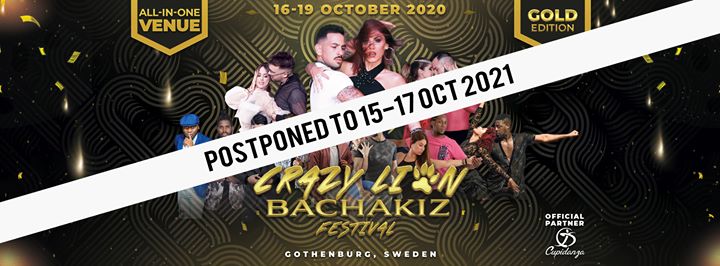 ALL-IN-ONE
VENUE
16-19 OCTOBER 2020
GOLD
EDITION
POSTPONED TO 15-17 OCT 2021
CRAZY LION
BACHAKIZ
FESTIVAL
GOTHENBURG, SWEDEN
OFFICIAL
PARTNER
Cupidanza